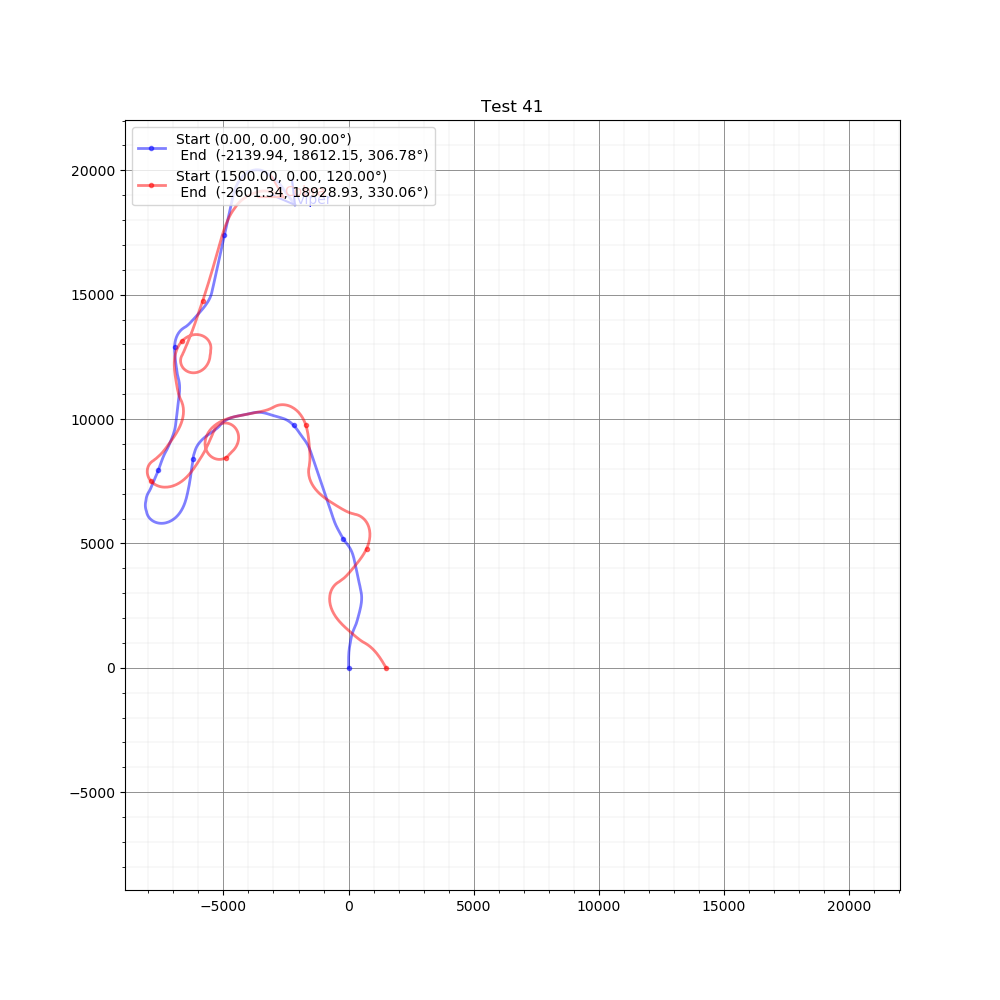 Test 41
Start (0.00, 0.00, 90.00°)
End (-2139.94, 18612.15, 306.78°)
Start (1500.00, 0.00, 120.00°)
End (-2601.34, 18928.93, 330.06°)
Viper
20000
15000
10000
5000
0
−5000
−5000
0
5000
10000
15000
20000